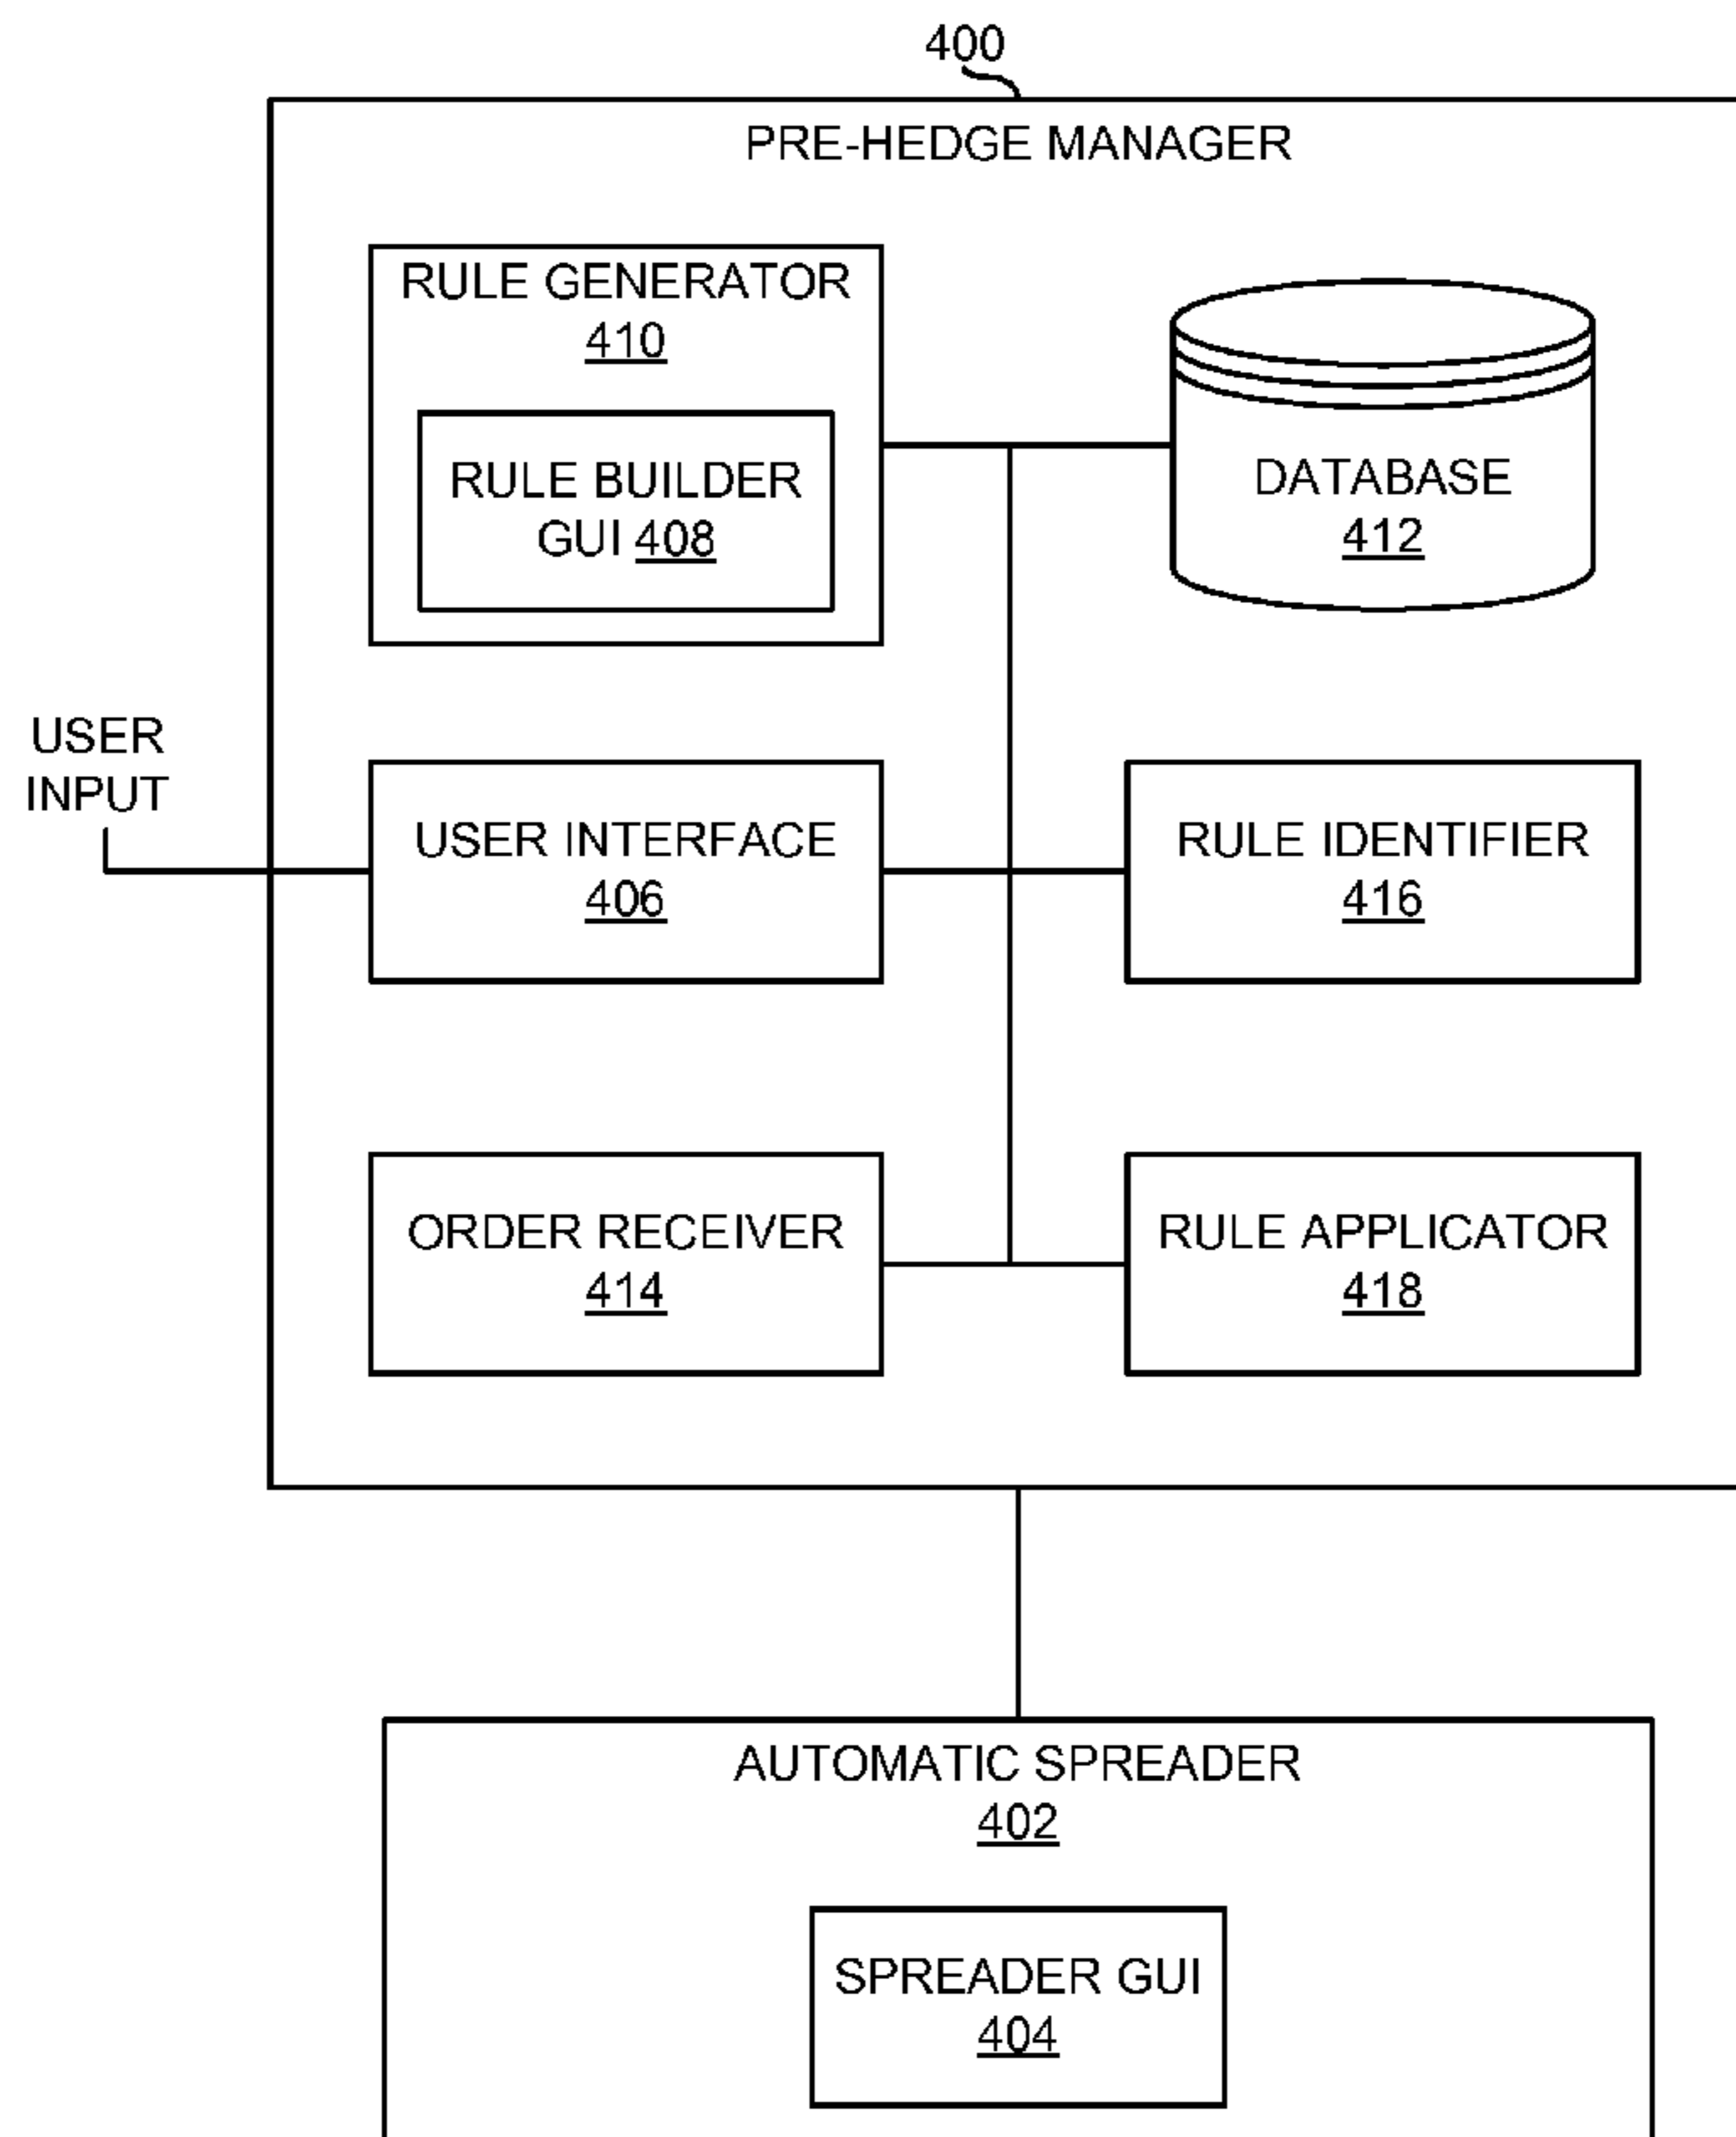 400
PRE-HEDGE MANAGER
RULE GENERATOR
410
RULE BUILDER
GUI 408
DATABASE
412
USER
INPUT
USER INTERFACE
406
RULE IDENTIFIER
416
ORDER RECEIVER
414
RULE APPLICATOR
418
AUTOMATIC SPREADER
402
SPREADER GUI
404